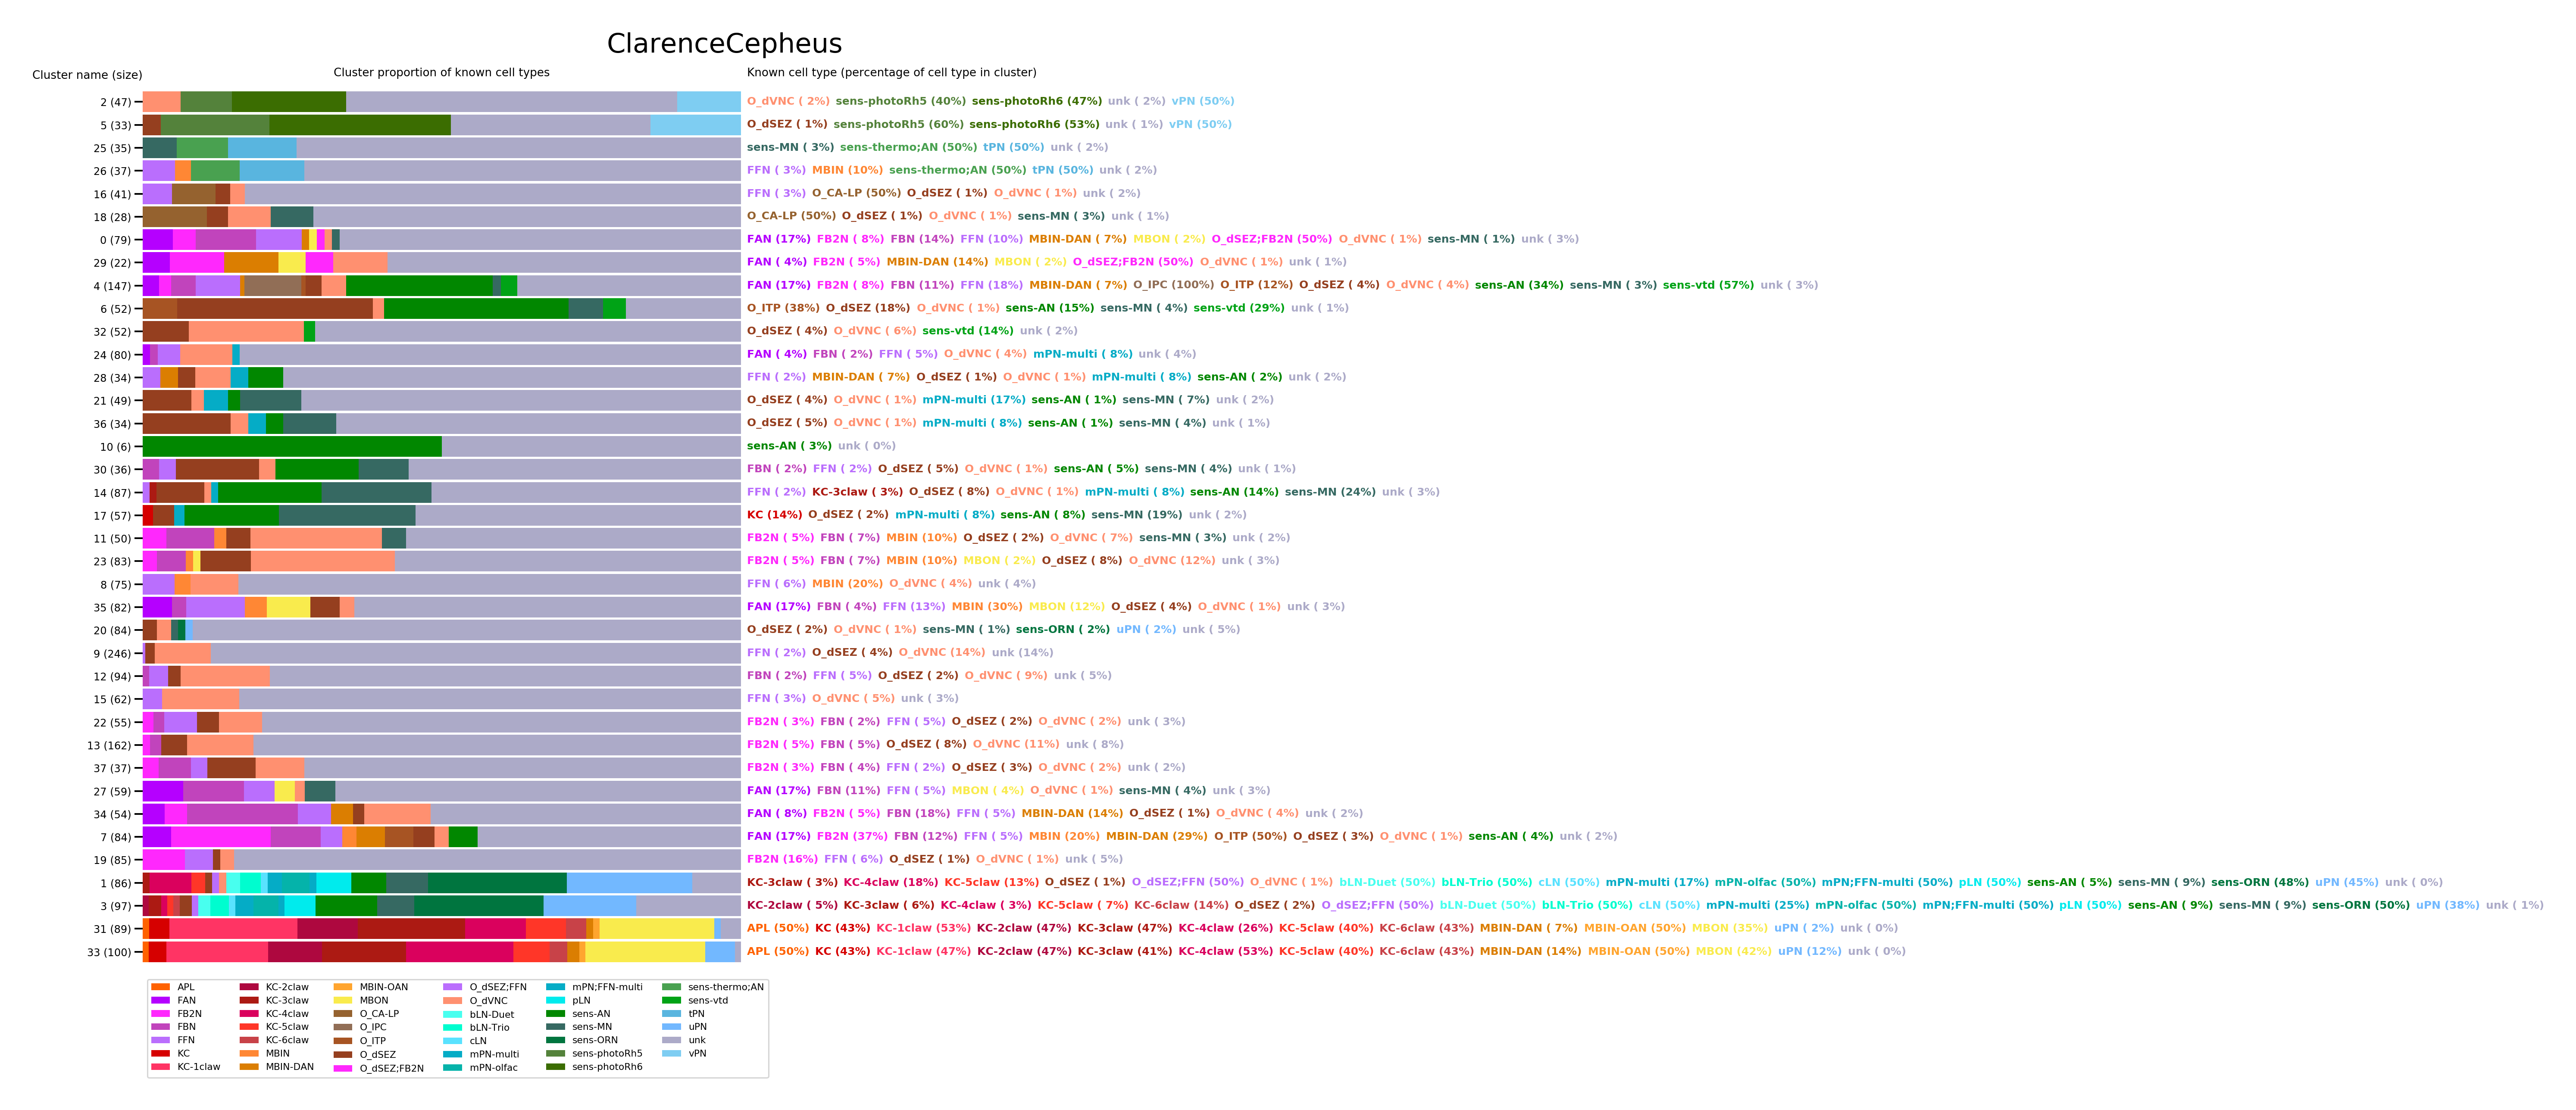 ClarenceCepheus
Cluster name (size) Cluster proportion of known cell types Known cell type (percentage of cell type in cluster)
2 (47) O_dVNC ( 2%) sens-photoRh5 (40%) sens-photoRh6 (47%) unk ( 2%) vPN (50%)
5 (33) O_dSEZ ( 1%) sens-photoRh5 (60%) sens-photoRh6 (53%) unk ( 1%) vPN (50%)
25 (35) sens-MN ( 3%) sens-thermo;AN (50%) tPN (50%) unk ( 2%)
26 (37) FFN ( 3%) MBIN (10%) sens-thermo;AN (50%) tPN (50%) unk ( 2%)
16 (41) FFN ( 3%) O_CA-LP (50%) O_dSEZ ( 1%) O_dVNC ( 1%) unk ( 2%)
18 (28) O_CA-LP (50%) O_dSEZ ( 1%) O_dVNC ( 1%) sens-MN ( 3%) unk ( 1%)
0 (79) FAN (17%) FB2N ( 8%) FBN (14%) FFN (10%) MBIN-DAN ( 7%) MBON ( 2%) O_dSEZ;FB2N (50%) O_dVNC ( 1%) sens-MN ( 1%) unk ( 3%)
29 (22) FAN ( 4%) FB2N ( 5%) MBIN-DAN (14%) MBON ( 2%) O_dSEZ;FB2N (50%) O_dVNC ( 1%) unk ( 1%)
4 (147) FAN (17%) FB2N ( 8%) FBN (11%) FFN (18%) MBIN-DAN ( 7%) O_IPC (100%) O_ITP (12%) O_dSEZ ( 4%) O_dVNC ( 4%) sens-AN (34%) sens-MN ( 3%) sens-vtd (57%) unk ( 3%)
6 (52) O_ITP (38%) O_dSEZ (18%) O_dVNC ( 1%) sens-AN (15%) sens-MN ( 4%) sens-vtd (29%) unk ( 1%)
32 (52) O_dSEZ ( 4%) O_dVNC ( 6%) sens-vtd (14%) unk ( 2%)
24 (80) FAN ( 4%) FBN ( 2%) FFN ( 5%) O_dVNC ( 4%) mPN-multi ( 8%) unk ( 4%)
28 (34) FFN ( 2%) MBIN-DAN ( 7%) O_dSEZ ( 1%) O_dVNC ( 1%) mPN-multi ( 8%) sens-AN ( 2%) unk ( 2%)
21 (49) O_dSEZ ( 4%) O_dVNC ( 1%) mPN-multi (17%) sens-AN ( 1%) sens-MN ( 7%) unk ( 2%)
36 (34) O_dSEZ ( 5%) O_dVNC ( 1%) mPN-multi ( 8%) sens-AN ( 1%) sens-MN ( 4%) unk ( 1%)
10 (6) sens-AN ( 3%) unk ( 0%)
30 (36) FBN ( 2%) FFN ( 2%) O_dSEZ ( 5%) O_dVNC ( 1%) sens-AN ( 5%) sens-MN ( 4%) unk ( 1%)
14 (87) FFN ( 2%) KC-3claw ( 3%) O_dSEZ ( 8%) O_dVNC ( 1%) mPN-multi ( 8%) sens-AN (14%) sens-MN (24%) unk ( 3%)
17 (57) KC (14%) O_dSEZ ( 2%) mPN-multi ( 8%) sens-AN ( 8%) sens-MN (19%) unk ( 2%)
11 (50) FB2N ( 5%) FBN ( 7%) MBIN (10%) O_dSEZ ( 2%) O_dVNC ( 7%) sens-MN ( 3%) unk ( 2%)
23 (83) FB2N ( 5%) FBN ( 7%) MBIN (10%) MBON ( 2%) O_dSEZ ( 8%) O_dVNC (12%) unk ( 3%)
8 (75) FFN ( 6%) MBIN (20%) O_dVNC ( 4%) unk ( 4%)
35 (82) FAN (17%) FBN ( 4%) FFN (13%) MBIN (30%) MBON (12%) O_dSEZ ( 4%) O_dVNC ( 1%) unk ( 3%)
20 (84) O_dSEZ ( 2%) O_dVNC ( 1%) sens-MN ( 1%) sens-ORN ( 2%) uPN ( 2%) unk ( 5%)
9 (246) FFN ( 2%) O_dSEZ ( 4%) O_dVNC (14%) unk (14%)
12 (94) FBN ( 2%) FFN ( 5%) O_dSEZ ( 2%) O_dVNC ( 9%) unk ( 5%)
15 (62) FFN ( 3%) O_dVNC ( 5%) unk ( 3%)
22 (55) FB2N ( 3%) FBN ( 2%) FFN ( 5%) O_dSEZ ( 2%) O_dVNC ( 2%) unk ( 3%)
13 (162) FB2N ( 5%) FBN ( 5%) O_dSEZ ( 8%) O_dVNC (11%) unk ( 8%)
37 (37) FB2N ( 3%) FBN ( 4%) FFN ( 2%) O_dSEZ ( 3%) O_dVNC ( 2%) unk ( 2%)
27 (59) FAN (17%) FBN (11%) FFN ( 5%) MBON ( 4%) O_dVNC ( 1%) sens-MN ( 4%) unk ( 3%)
34 (54) FAN ( 8%) FB2N ( 5%) FBN (18%) FFN ( 5%) MBIN-DAN (14%) O_dSEZ ( 1%) O_dVNC ( 4%) unk ( 2%)
7 (84) FAN (17%) FB2N (37%) FBN (12%) FFN ( 5%) MBIN (20%) MBIN-DAN (29%) O_ITP (50%) O_dSEZ ( 3%) O_dVNC ( 1%) sens-AN ( 4%) unk ( 2%)
19 (85) FB2N (16%) FFN ( 6%) O_dSEZ ( 1%) O_dVNC ( 1%) unk ( 5%)
1 (86) KC-3claw ( 3%) KC-4claw (18%) KC-5claw (13%) O_dSEZ ( 1%) O_dSEZ;FFN (50%) O_dVNC ( 1%) bLN-Duet (50%) bLN-Trio (50%) cLN (50%) mPN-multi (17%) mPN-olfac (50%) mPN;FFN-multi (50%) pLN (50%) sens-AN ( 5%) sens-MN ( 9%) sens-ORN (48%) uPN (45%) unk ( 0%)
3 (97) KC-2claw ( 5%) KC-3claw ( 6%) KC-4claw ( 3%) KC-5claw ( 7%) KC-6claw (14%) O_dSEZ ( 2%) O_dSEZ;FFN (50%) bLN-Duet (50%) bLN-Trio (50%) cLN (50%) mPN-multi (25%) mPN-olfac (50%) mPN;FFN-multi (50%) pLN (50%) sens-AN ( 9%) sens-MN ( 9%) sens-ORN (50%) uPN (38%) unk ( 1%)
31 (89) APL (50%) KC (43%) KC-1claw (53%) KC-2claw (47%) KC-3claw (47%) KC-4claw (26%) KC-5claw (40%) KC-6claw (43%) MBIN-DAN ( 7%) MBIN-OAN (50%) MBON (35%) uPN ( 2%) unk ( 0%)
33 (100) APL (50%) KC (43%) KC-1claw (47%) KC-2claw (47%) KC-3claw (41%) KC-4claw (53%) KC-5claw (40%) KC-6claw (43%) MBIN-DAN (14%) MBIN-OAN (50%) MBON (42%) uPN (12%) unk ( 0%)
APL KC-2claw MBIN-OAN O_dSEZ;FFN mPN;FFN-multi sens-thermo;AN
FAN KC-3claw MBON O_dVNC pLN sens-vtd
FB2N KC-4claw O_CA-LP bLN-Duet sens-AN tPN
FBN KC-5claw O_IPC bLN-Trio sens-MN uPN
FFN KC-6claw O_ITP cLN sens-ORN unk
KC MBIN O_dSEZ mPN-multi sens-photoRh5 vPN
KC-1claw MBIN-DAN O_dSEZ;FB2N mPN-olfac sens-photoRh6